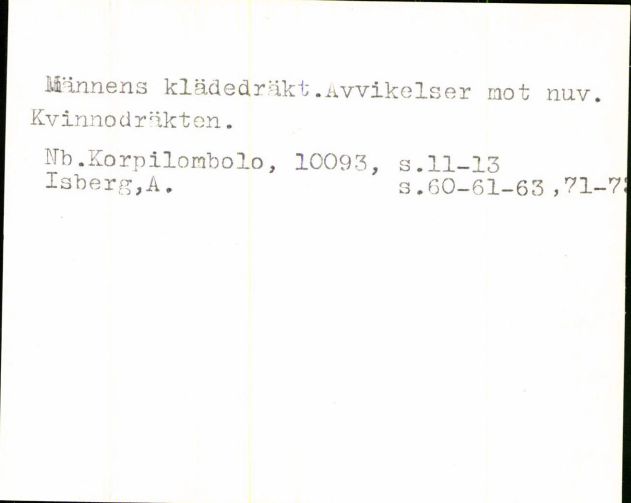 Männens klädedräkt.Avvikelser mot nuv.
Kvinnodräkten.
Nb.Korpilombolo, 10093, s.11-13
Isberg,A. s.60-61-63,71-7